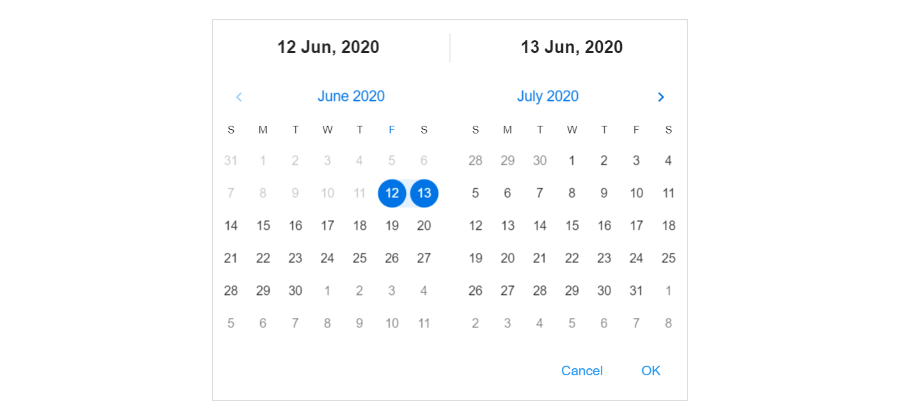 12 Jun, 2020 13 Jun, 2020
June 2020 July 2020
S M T W T F S S M T W T F S
31 1 2 3 4 5 6 28 29 30 1 2 3 4
7 8 9 10 11 12 13 5 6 7 8 9 10 11
14 15 16 17 18 19 20 12 13 14 15 16 17 18
21 22 23 24 25 26 27 19 20 21 22 23 24 25
28 29 30 1 2 3 4 26 27 28 29 30 31 1
5 6 7 8 9 10 11 2 3 4 5 6 7 8
Cancel OK